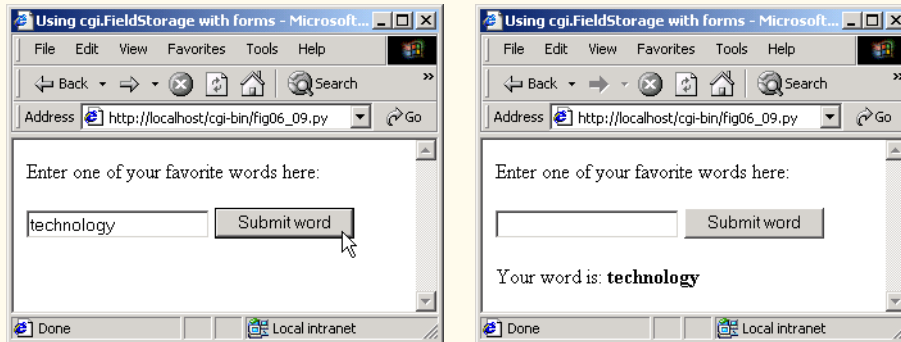 Using cgi.FieldStorage with forms - Microsoft...
File Edit View Favorites Tools Help
Back Search »
Address http://localhost/cgi-bin/fig06_09.py Go
Enter one of your favorite words here:
technology Submit word
Done Local intranet
Using cgi.FieldStorage with forms - Microsoft...
File Edit View Favorites Tools Help
Back Search »
Address http://localhost/cgi-bin/fig06_09.py Go
Enter one of your favorite words here:
Submit word
Your word is: technology
Done Local intranet